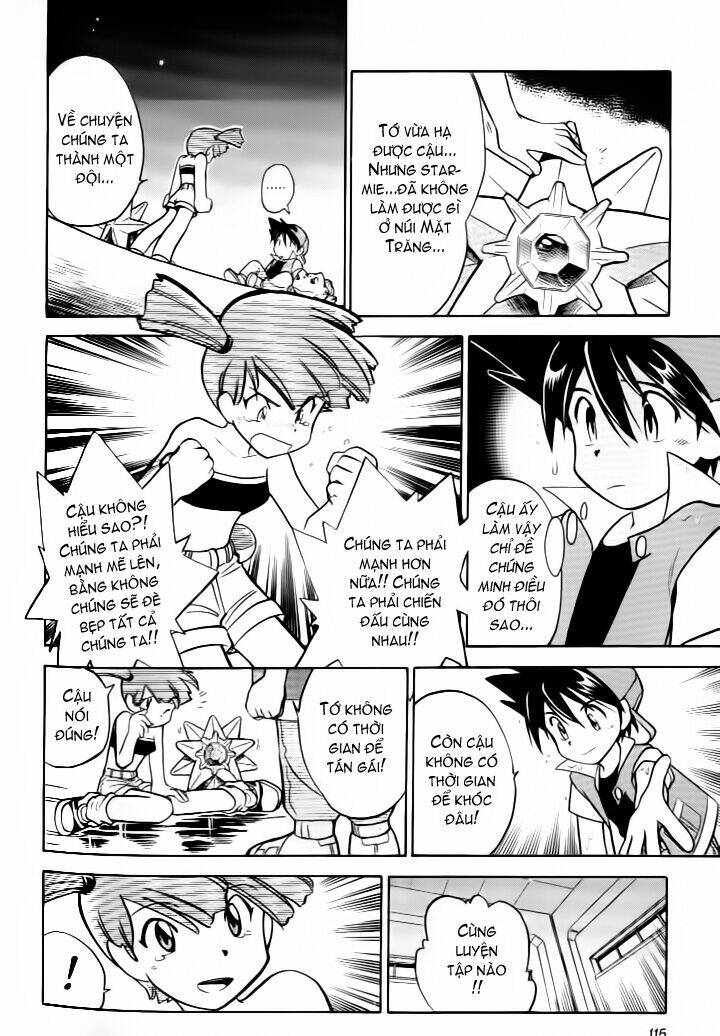 VỀ CHUYỆN
CHÚNG TA
THÀNH MỘT
ĐỘI...
......
TỚ VỪA HẠ
ĐƯỢC CẬU...
NHƯNG STAR-
MIE...ĐÃ KHÔNG
LÀM ĐƯỢC GÌ
Ở NÚI MẶT
TRĂNG...
CẬU KHÔNG
HIỂU SAO?!
CHÚNG TA PHẢI
MẠNH MẼ LÊN,
BẰNG KHÔNG
CHÚNG SẼ ĐÈ
BẸP TẤT CẢ
CHÚNG TA!!
CHÚNG TA PHẢI
MẠNH HƠN
NỮA!! CHÚNG
TA PHẢI CHIẾN
ĐẤU CÙNG
NHAU!!
CẬU ẤY
LÀM VẬY
CHỈ ĐỂ
CHỨNG
MINH ĐIỀU
ĐÓ THÔI
SAO...
CẬU
NÓI
ĐÚNG!
TỚ KHÔNG
CÓ THỜI
GIAN ĐỂ
TÁN GÁI!
CÒN CẬU
KHÔNG CÓ
THỜI GIAN
ĐỂ KHÓC
ĐÂU!
!
CÙNG
LUYỆN
TẬP NÀO
!!
115